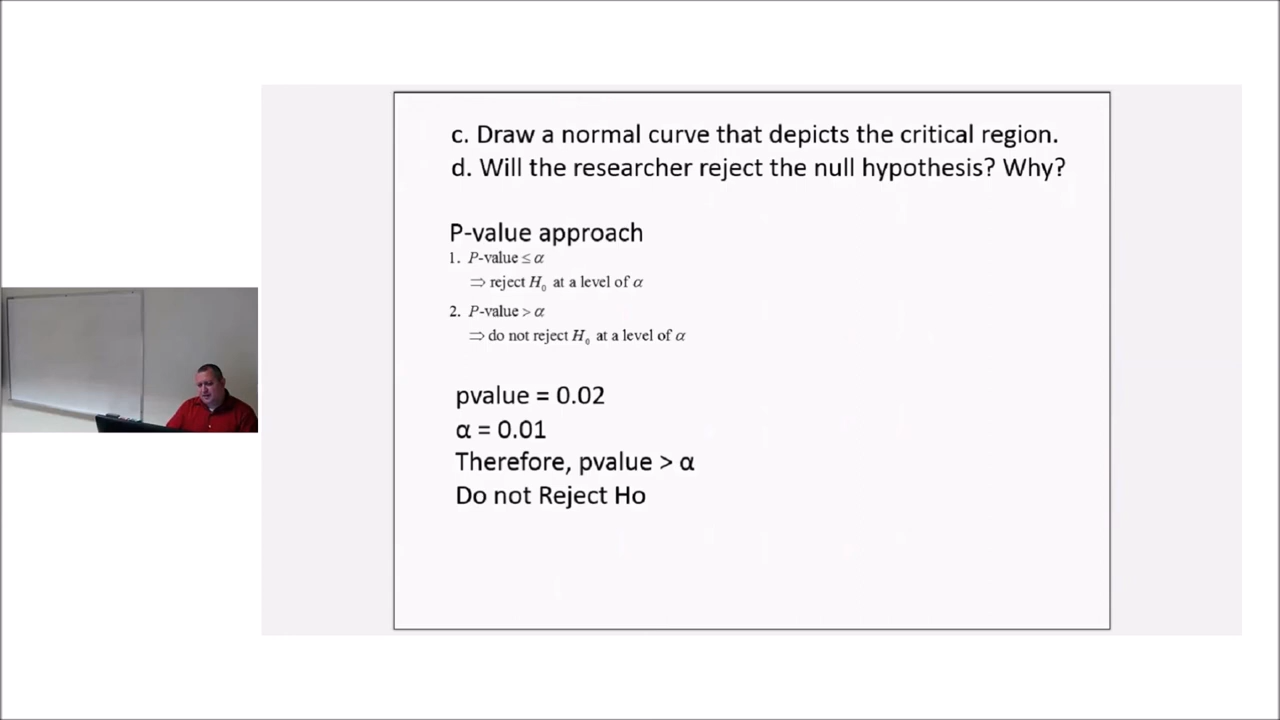 c. Draw a normal curve that depicts the critical region.
d. Will the researcher reject the null hypothesis? Why?
P-value approach
1. P-value ≤ α
⇒ reject H₀ at a level of α
2. P-value > α
⇒ do not reject H₀ at a level of α
pvalue = 0.02
α = 0.01
Therefore, pvalue > α
Do not Reject Ho